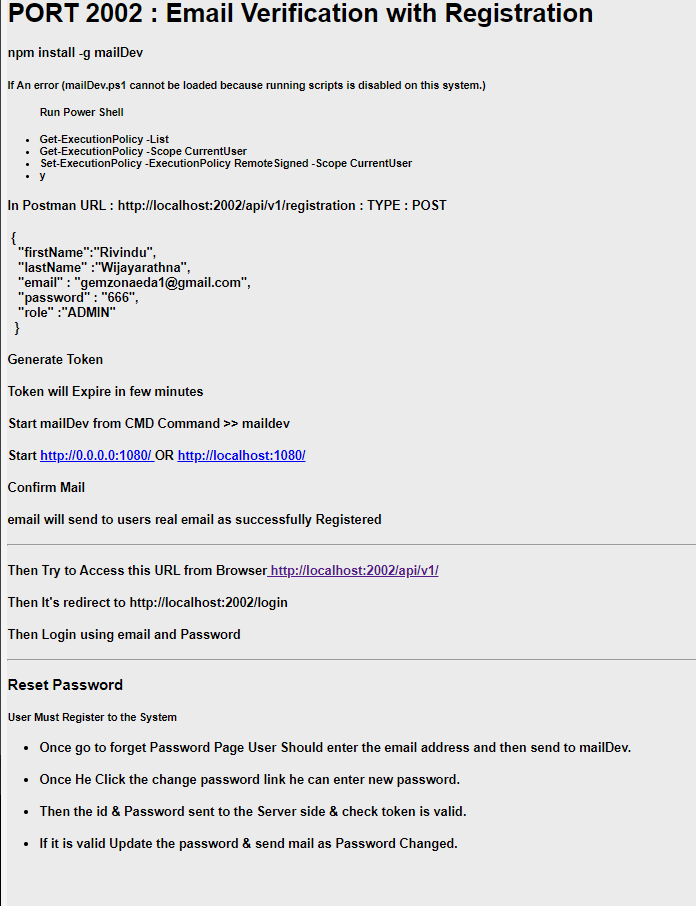 PORT 2002 : Email Verification with Registration
npm install -g mailDev
If An error (mailDev.ps1 cannot be loaded because running scripts is disabled on this system.)
Run Power Shell
• Get-ExecutionPolicy -List
• Get-ExecutionPolicy -Scope CurrentUser
• Set-ExecutionPolicy -ExecutionPolicy RemoteSigned -Scope CurrentUser
• y
In Postman URL : http://localhost:2002/api/v1/registration : TYPE : POST
{
"firstName":"Rivindu",
"lastName" :"Wijayarathna",
"email" : "gemzonaeda1@gmail.com",
"password" : "666",
"role" :"ADMIN"
}
Generate Token
Token will Expire in few minutes
Start mailDev from CMD Command >> maildev
Start http://0.0.0.0:1080/ OR http://localhost:1080/
Confirm Mail
email will send to users real email as successfully Registered
Then Try to Access this URL from Browser http://localhost:2002/api/v1/
Then It's redirect to http://localhost:2002/login
Then Login using email and Password
Reset Password
User Must Register to the System
• Once go to forget Password Page User Should enter the email address and then send to mailDev.
• Once He Click the change password link he can enter new password.
• Then the id & Password sent to the Server side & check token is valid.
• If it is valid Update the password & send mail as Password Changed.